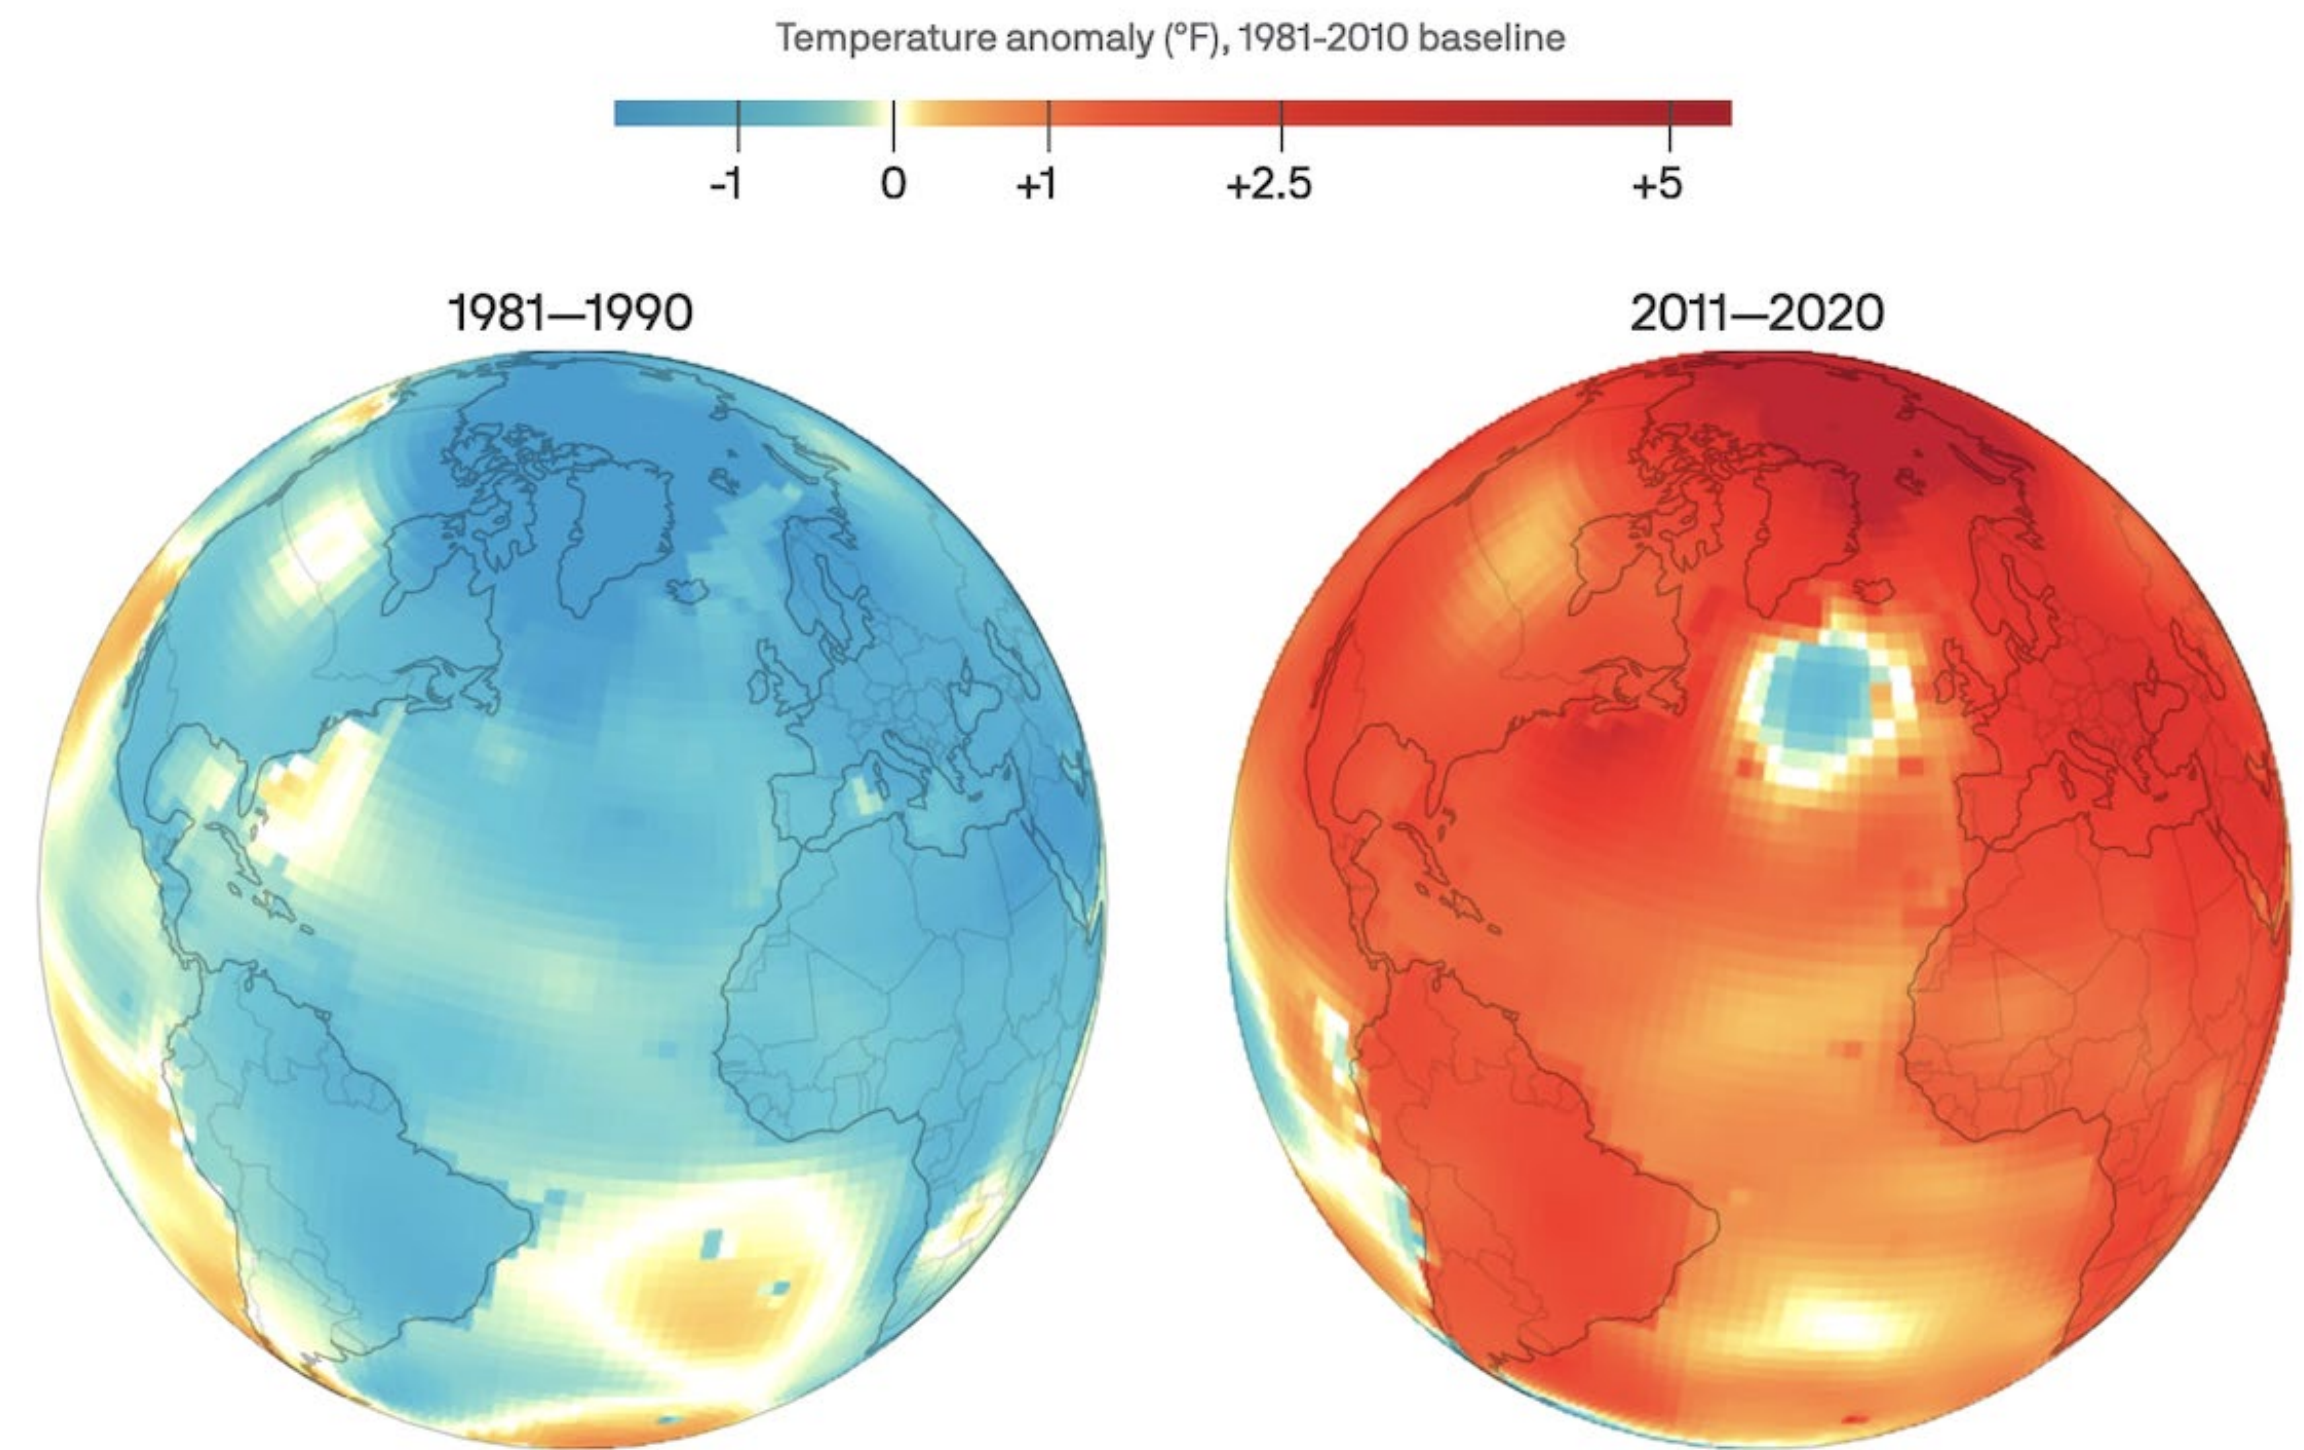 Temperature anomaly (°F), 1981-2010 baseline
-1 0 +1 +2.5 +5
1981—1990 2011—2020